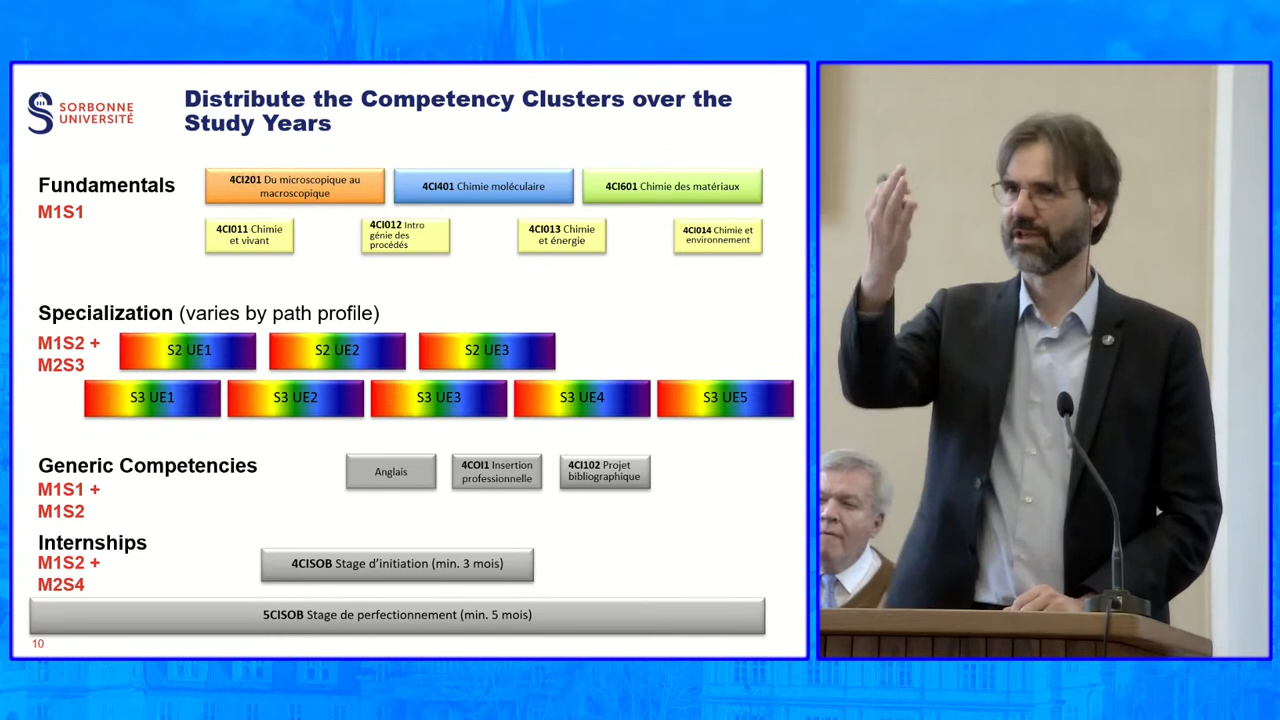 SORBONNE
UNIVERSITÉ
Distribute the Competency Clusters over the
Study Years
Fundamentals
M1S1
4CI201 Du microscopique au
macroscopique
4CI401 Chimie moléculaire
4CI601 Chimie des matériaux
4CI011 Chimie
et vivant
4CI012 Intro
génie des
procédés
4CI013 Chimie
et énergie
4CI014 Chimie et
environnement
Specialization (varies by path profile)
M1S2 +
M2S3
S2 UE1
S2 UE2
S2 UE3
S3 UE1
S3 UE2
S3 UE3
S3 UE4
S3 UE5
Generic Competencies
M1S1 +
M1S2
Anglais
4COI1 Insertion
professionnelle
4CI102 Projet
bibliographique
Internships
M1S2 +
M2S4
4CISOB Stage d'initiation (min. 3 mois)
5CISOB Stage de perfectionnement (min. 5 mois)
10